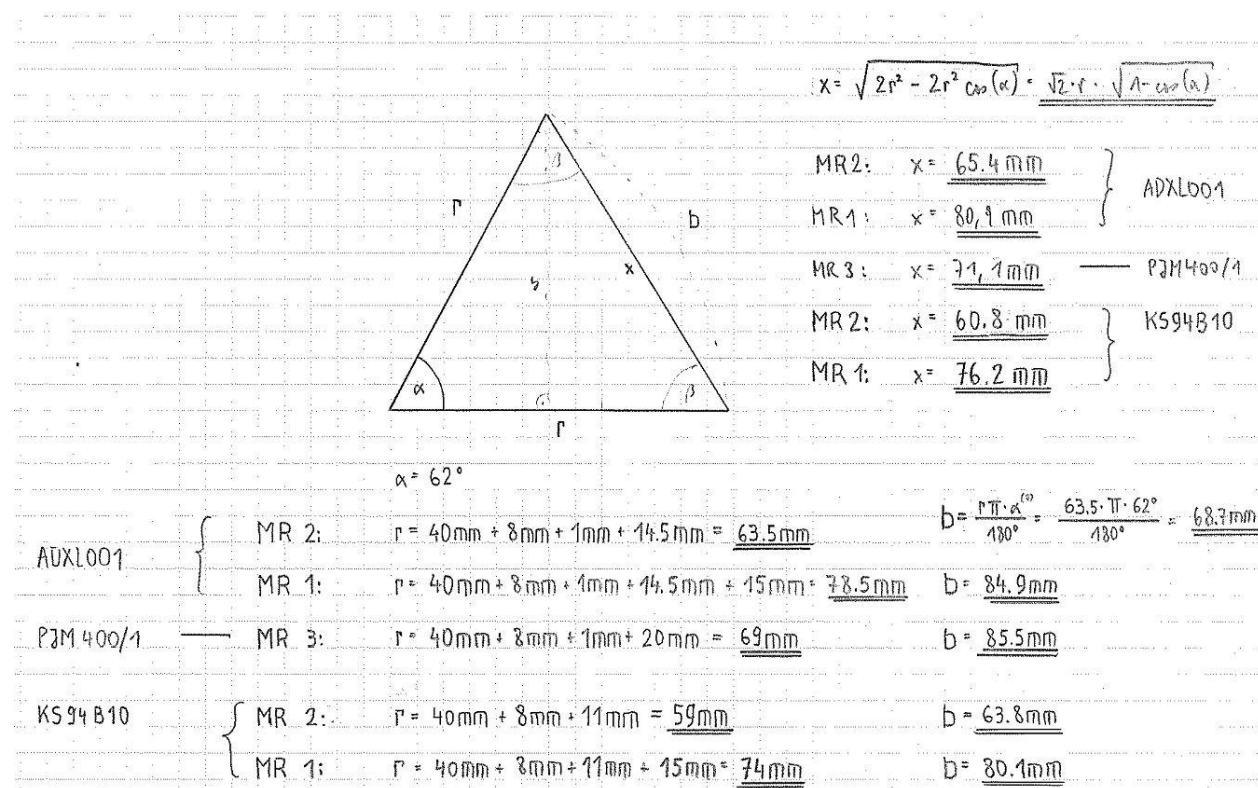 x = √(2r² - 2r² cos(α)) = √2·r·√(1-cos(α))
MR2: x = 65.4 mm
ADXL001
MR1: x = 80,9 mm
MR 3: x = 71,1 mm — PJM400/1
MR2: x = 60.8 mm
KS94B10
MR 1: x = 76.2 mm
β
r
b
x
s
α
β
r
α = 62°
ADXL001
MR 2: r = 40mm + 8mm + 1mm + 14.5mm = 63.5mm
b = r π · α(°) / 180° = 63.5 · π · 62° / 180° = 68.7mm
MR 1: r = 40mm + 8mm + 1mm + 14.5mm + 15mm = 78.5mm b = 84.9mm
PJM 400/1 — MR 3: r = 40mm + 8mm + 1mm + 20mm = 69mm b = 85.5mm
KS94B10 MR 2: r = 40mm + 8mm + 11mm = 59mm b = 63.8mm
MR 1: r = 40mm + 8mm + 11mm + 15mm = 74mm b = 80.1mm